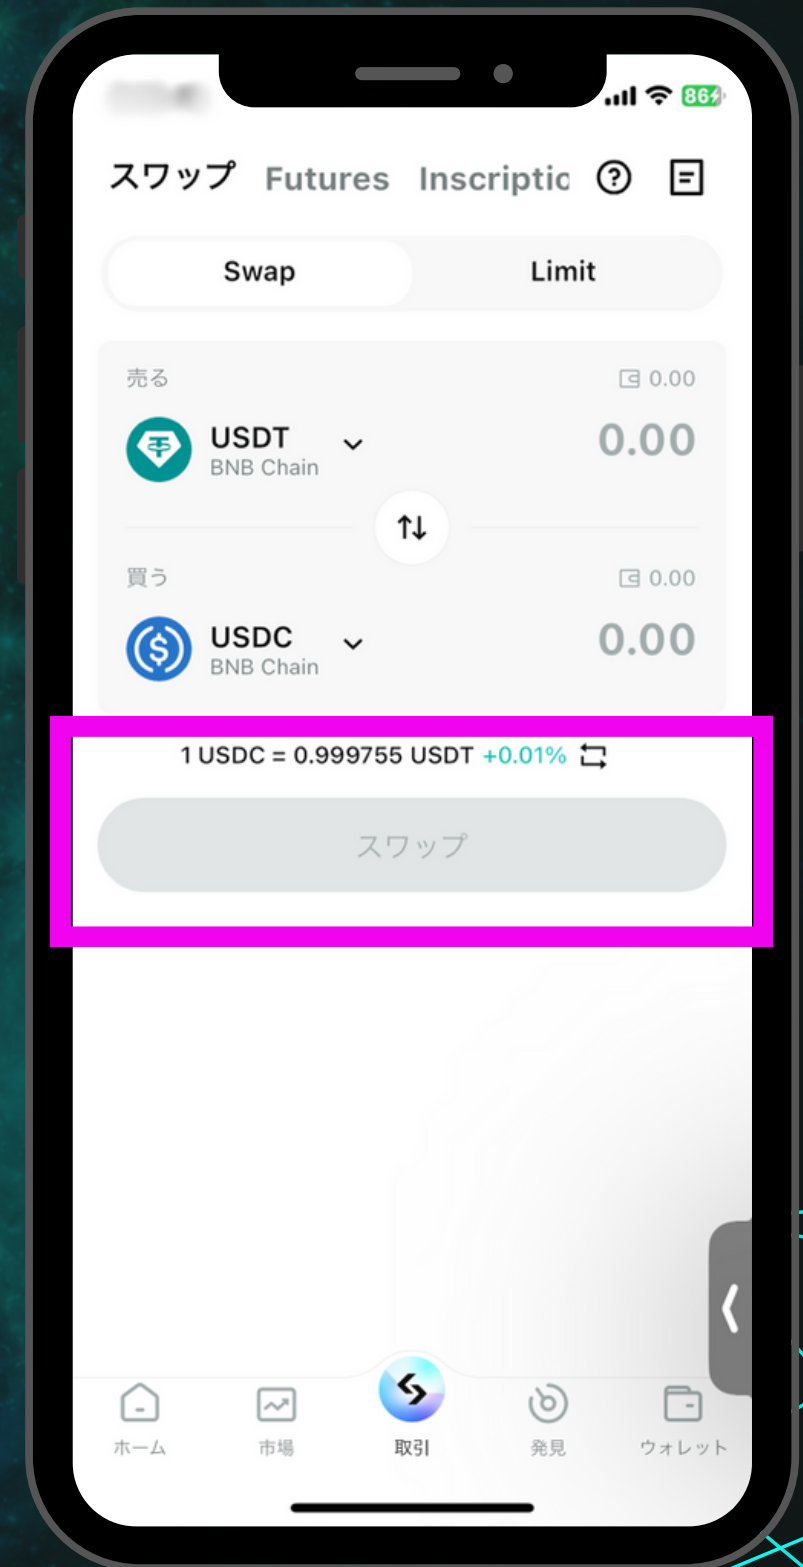 86
スワップ Futures Inscriptic
Swap Limit
売る 0.00
USDT 0.00
BNB Chain
買う 0.00
USDC 0.00
BNB Chain
1 USDC = 0.999755 USDT +0.01%
スワップ
ホーム 市場 取引 発見 ウォレット